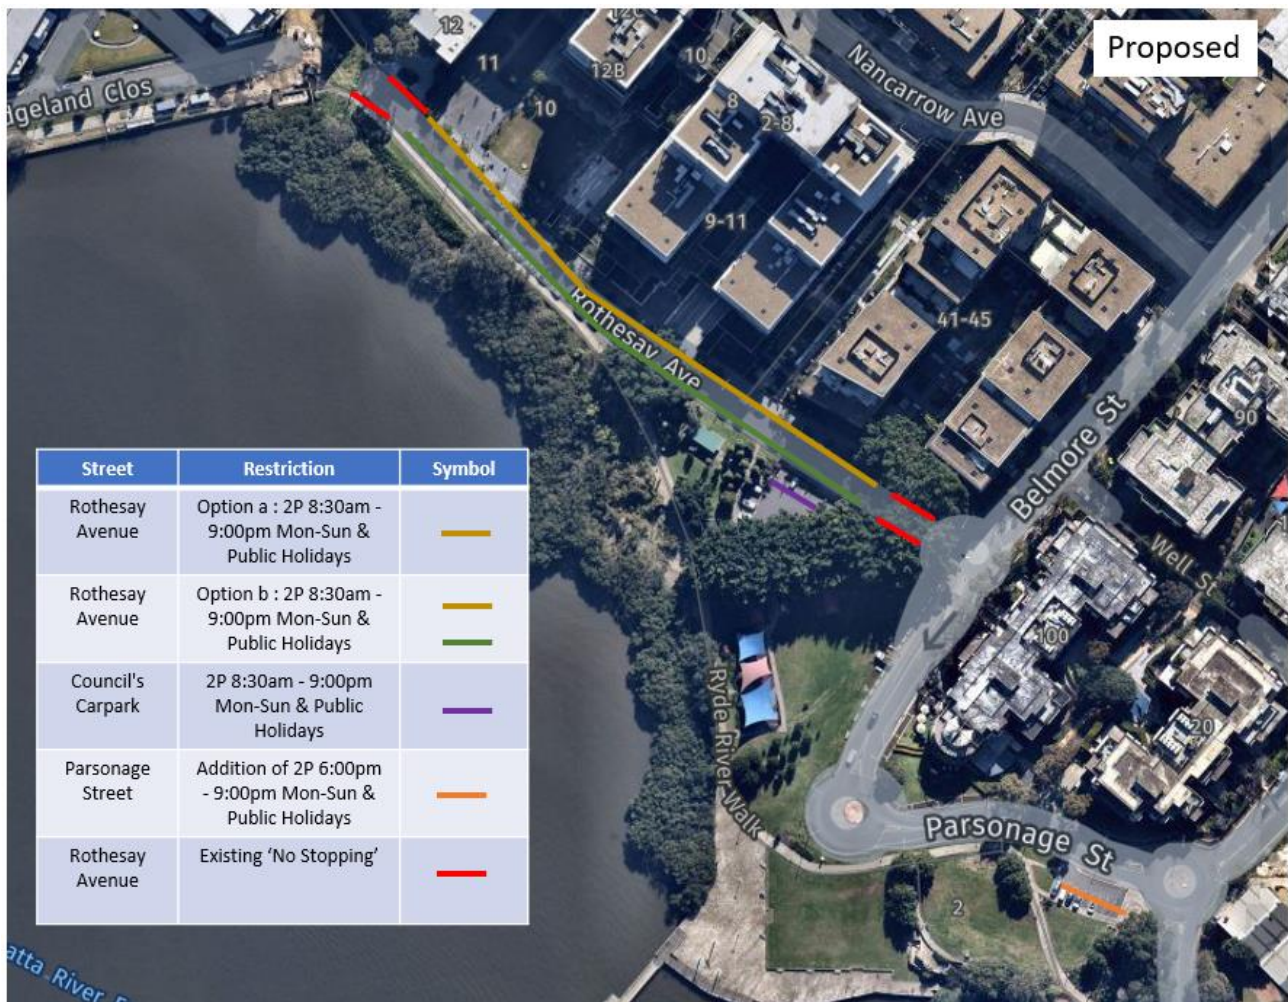 Proposed
12
12C
11
12B
10
Nancarrow Ave
dgeland Clos
10
8
2-8
9-11
Rothesay Ave
41-45
Belmore St
90
Well St
100
20
Ryde River Walk
Parsonage St
2
atta River
Street Restriction Symbol
Rothesay
Avenue
Option a : 2P 8:30am -
9:00pm Mon-Sun &
Public Holidays
Rothesay
Avenue
Option b : 2P 8:30am -
9:00pm Mon-Sun &
Public Holidays
Council's
Carpark
2P 8:30am - 9:00pm
Mon-Sun & Public
Holidays
Parsonage
Street
Addition of 2P 6:00pm
- 9:00pm Mon-Sun &
Public Holidays
Rothesay
Avenue
Existing ‘No Stopping’